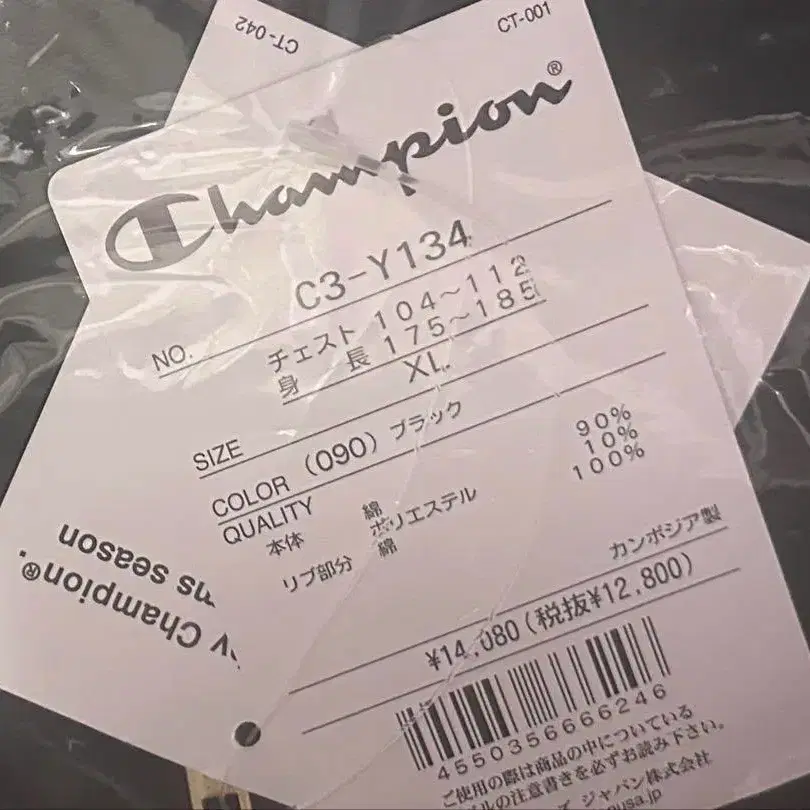 CT-042
CT-001
Champion®
NO. C3-Y134
チェスト 104～112
身長 175～185
SIZE XL
COLOR (090) ブラック
QUALITY
本体 綿 90%
ポリエステル 10%
リブ部分 綿 100%
カンボジア製
¥14,080(税抜¥12,800)
4550356666246
ご使用の際は商品の中についている
ルの注意書きを必ずお読み下さい。
ジャパン株式会社
usa.jp
Champion®.
season